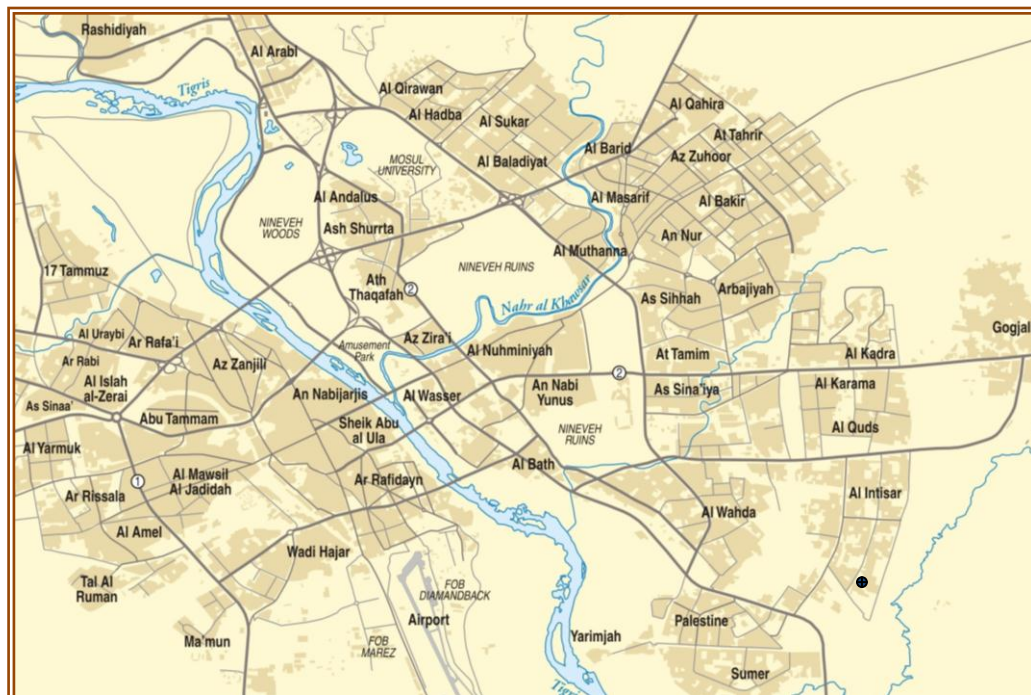 Rashidiyah
Al Arabi
Tigris
Al Qirawan
Al Hadba
Al Sukar
Al Qahira
At Tahrir
Al Barid
Az Zuhoor
MOSUL
UNIVERSITY
Al Baladiyat
Al Andalus
Al Masarif
Al Bakir
NINEVEH
WOODS
Ash Shurrta
An Nur
Al Muthanna
17 Tammuz
NINEVEH RUINS
Ath
Thaqafah
2
Nahr al Khawsar
As Sihhah
Arbajiyah
Gogjal
Al Uraybi
Ar Rafa'i
Amusement
Park
Az Zira'i
Al Nuhminiyah
At Tamim
Al Kadra
Ar Rabi
Az Zanjili
2
Al Islah
al-Zerai
An Nabijarjis
Al Wasser
An Nabi
Yunus
As Sina'iya
Al Karama
As Sinaa'
Abu Tammam
Sheik Abu
al Ula
NINEVEH
RUINS
Al Quds
Al Yarmuk
Al Bath
Al Mawsil
Al Jadidah
Ar Rafidayn
1
Ar Rissala
Al Intisar
Al Wahda
Al Amel
Wadi Hajar
Tal Al
Ruman
FOB
DIAMANDBACK
Airport
Palestine
Ma'mun
FOB
MAREZ
Yarimjah
Sumer
Tigris